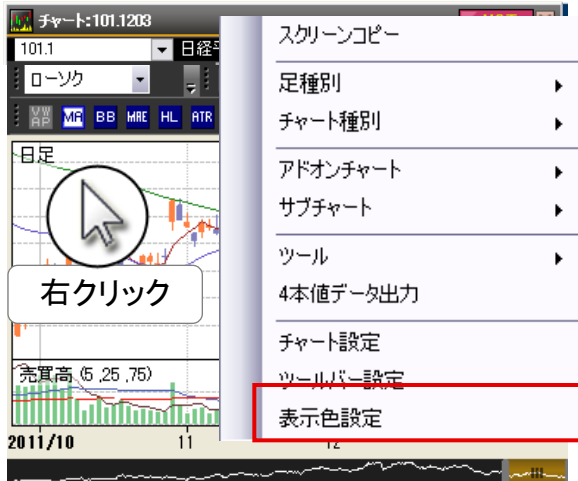 チャート:101.1203
101.1
日経
ローソク
VW AP MA BB MAE HL ATR
日足
右クリック
売買高 (5 ,25 ,75)
2011/10 11 12
スクリーンコピー
足種別
チャート種別
アドオンチャート
サブチャート
ツール
4本値データ出力
チャート設定
ツールバー設定
表示色設定